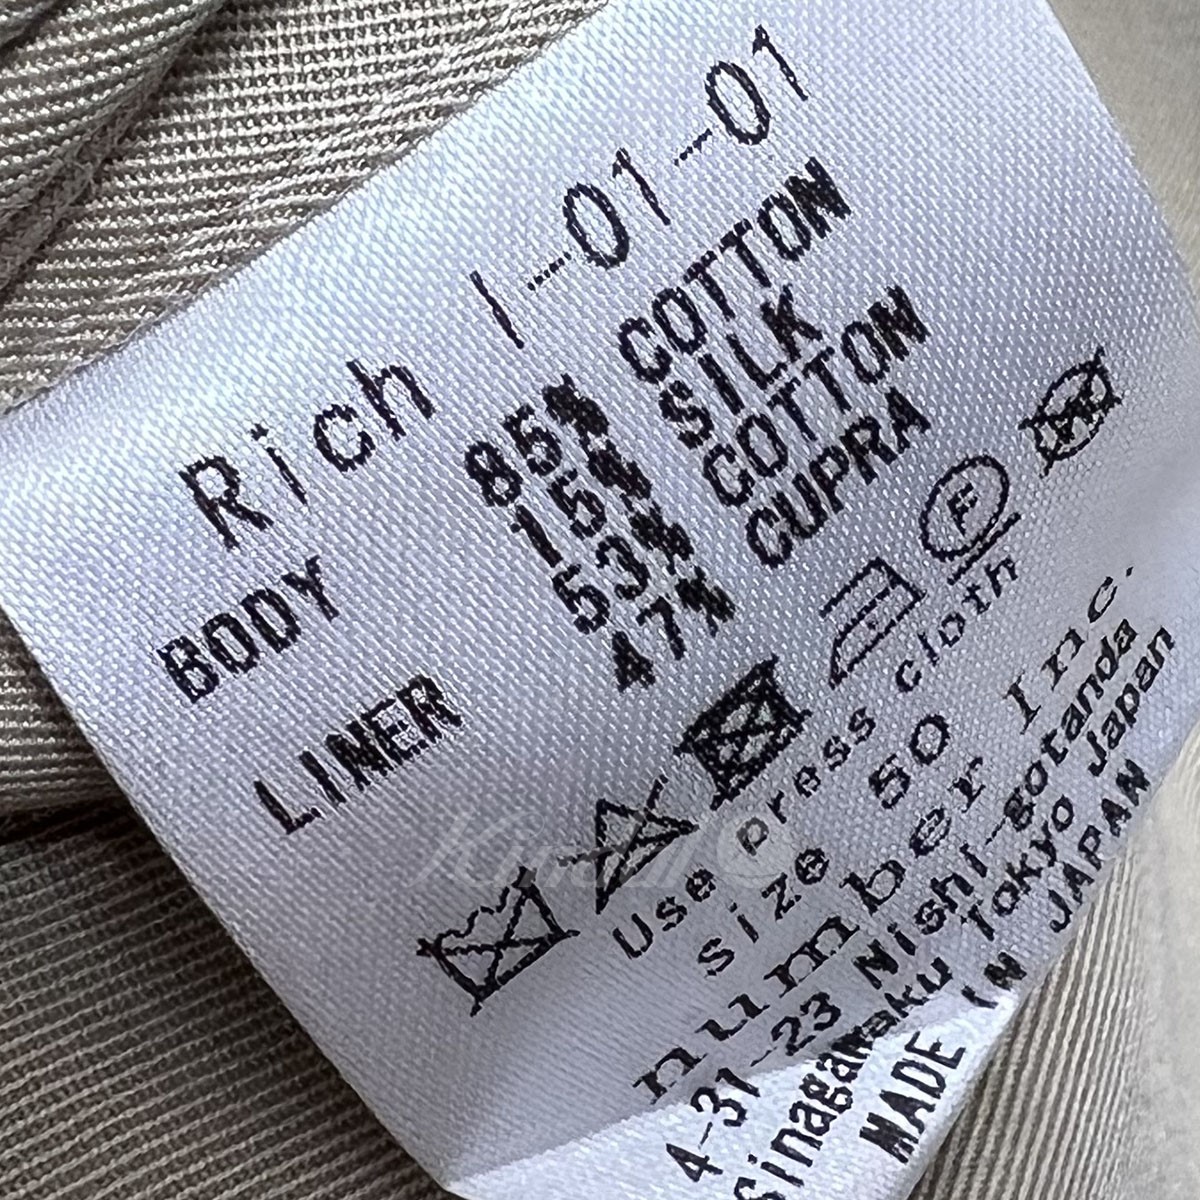 Rich I-01-01
BODY 85% COTTON
15% SILK
LINER 53% COTTON
47% CUPRA
F
Use press cloth
size 50
number Inc.
4-31-23 Nishi-gotanda
Sinagawaku Tokyo Japan
MADE IN JAPAN